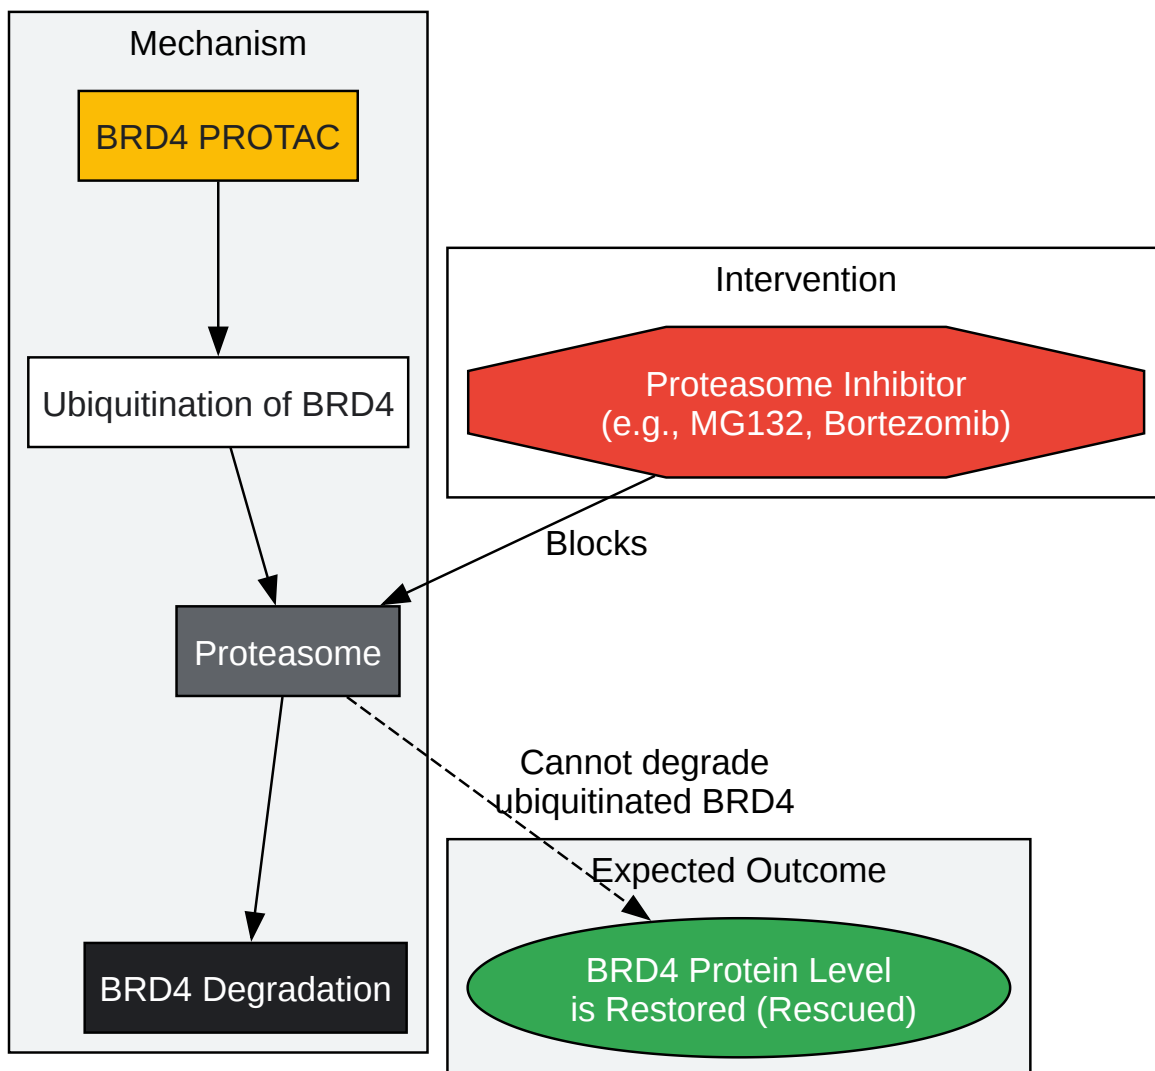 Mechanism
BRD4 PROTAC
Ubiquitination of BRD4
Proteasome
BRD4 Degradation
Intervention
Proteasome Inhibitor
(e.g., MG132, Bortezomib)
Blocks
Cannot degrade
ubiquitinated BRD4
Expected Outcome
BRD4 Protein Level
is Restored (Rescued)